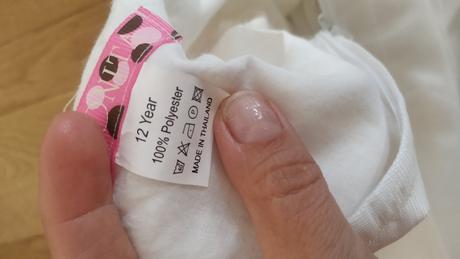 12 Year
100% Polyester
MADE IN THAILAND